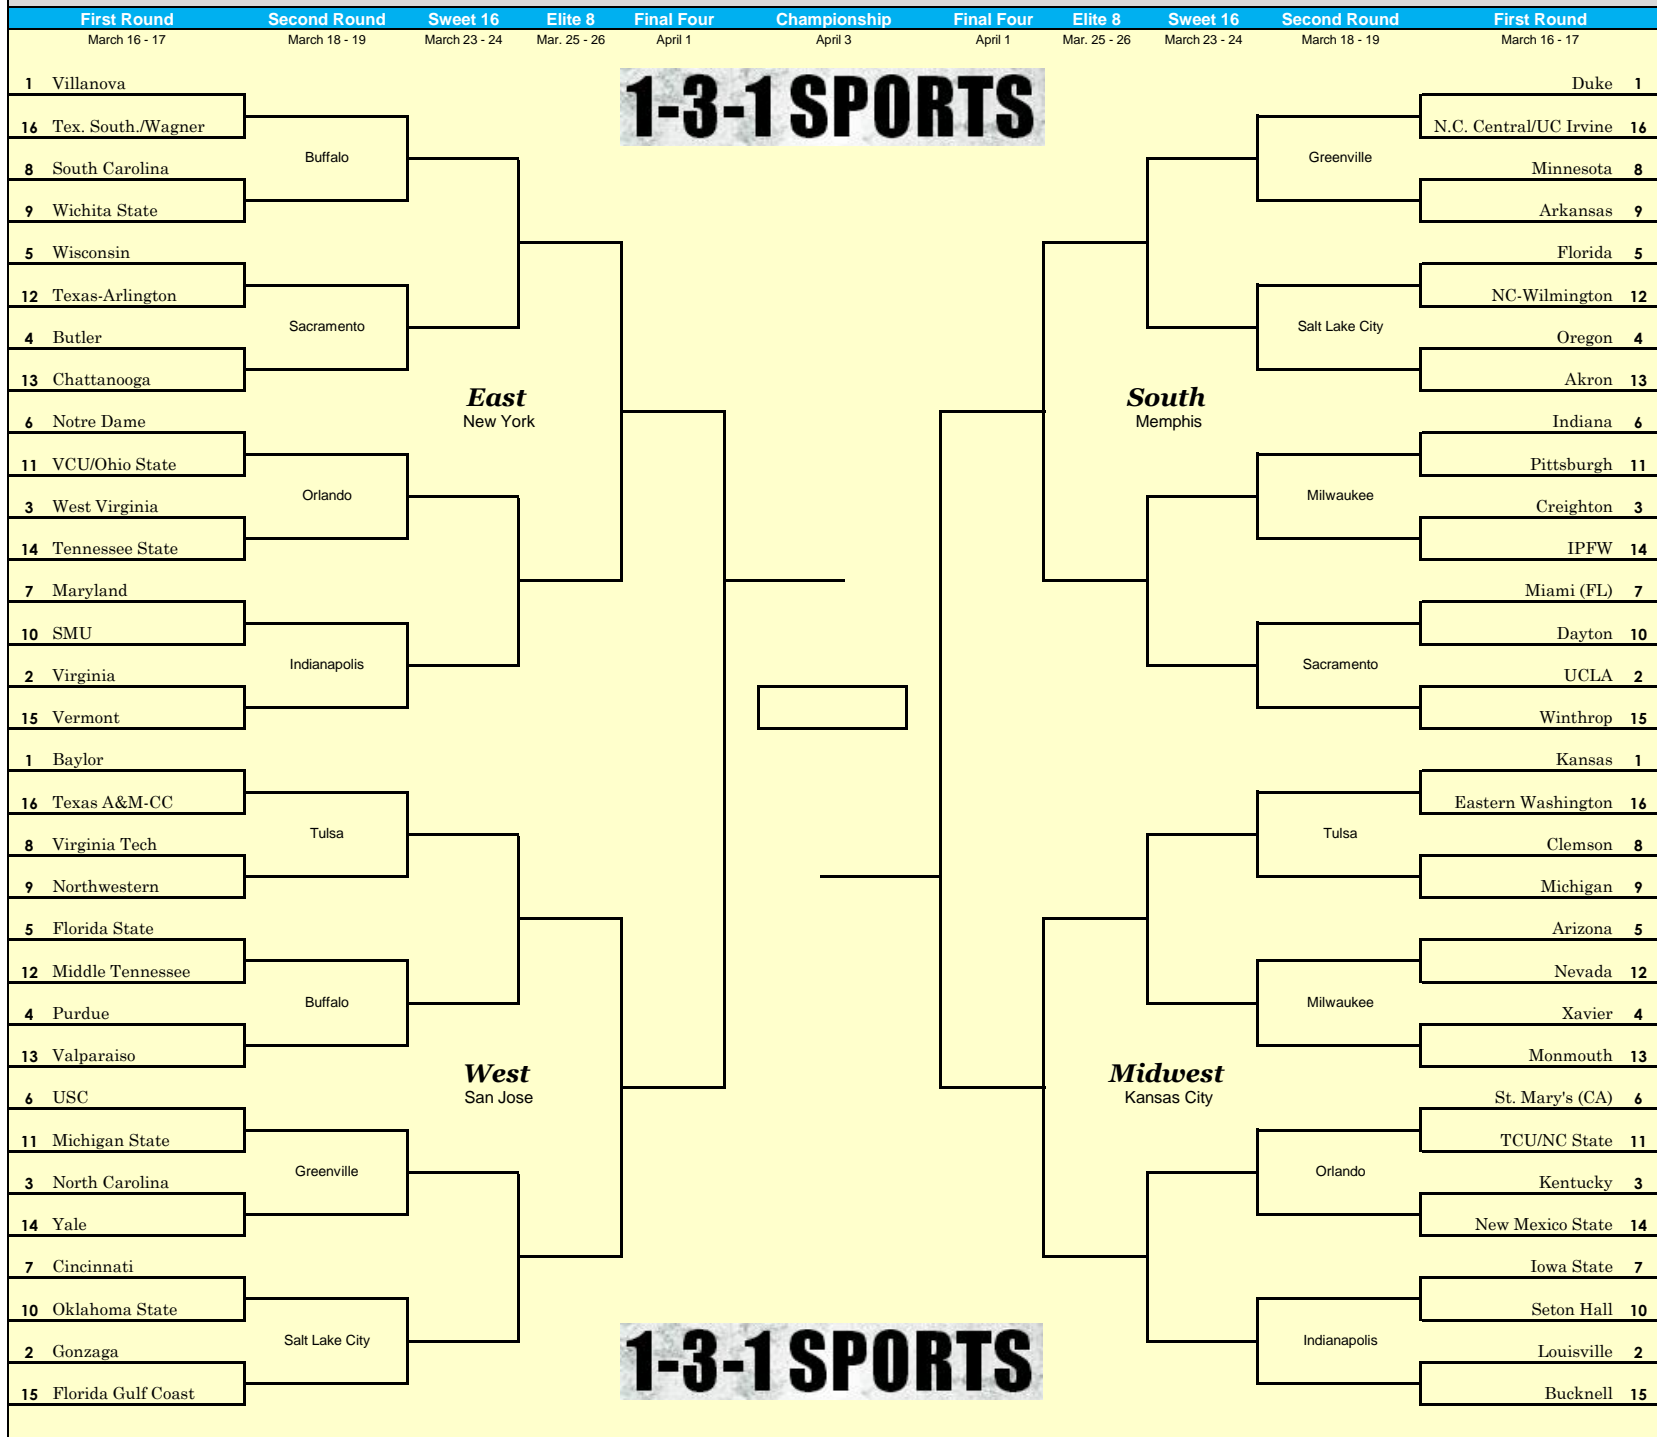 First Round Second Round Sweet 16 Elite 8 Final Four Championship Final Four Elite 8 Sweet 16 Second Round First Round
March 16 - 17 March 18 - 19 March 23 - 24 Mar. 25 - 26 April 1 April 3 April 1 Mar. 25 - 26 March 23 - 24 March 18 - 19 March 16 - 17
1-3-1 SPORTS
1 Villanova
16 Tex. South./Wagner
Buffalo
8 South Carolina
9 Wichita State
5 Wisconsin
12 Texas-Arlington
Sacramento
4 Butler
13 Chattanooga
East
New York
6 Notre Dame
11 VCU/Ohio State
Orlando
3 West Virginia
14 Tennessee State
7 Maryland
10 SMU
Indianapolis
2 Virginia
15 Vermont
1 Baylor
16 Texas A&M-CC
Tulsa
8 Virginia Tech
9 Northwestern
5 Florida State
12 Middle Tennessee
Buffalo
4 Purdue
13 Valparaiso
West
San Jose
6 USC
11 Michigan State
Greenville
3 North Carolina
14 Yale
7 Cincinnati
10 Oklahoma State
Salt Lake City
2 Gonzaga
15 Florida Gulf Coast
Duke 1
N.C. Central/UC Irvine 16
Greenville
Minnesota 8
Arkansas 9
Florida 5
NC-Wilmington 12
Salt Lake City
Oregon 4
Akron 13
South
Memphis
Indiana 6
Pittsburgh 11
Milwaukee
Creighton 3
IPFW 14
Miami (FL) 7
Dayton 10
Sacramento
UCLA 2
Winthrop 15
Kansas 1
Eastern Washington 16
Tulsa
Clemson 8
Michigan 9
Arizona 5
Nevada 12
Milwaukee
Xavier 4
Monmouth 13
Midwest
Kansas City
St. Mary's (CA) 6
TCU/NC State 11
Orlando
Kentucky 3
New Mexico State 14
Iowa State 7
Seton Hall 10
Indianapolis
Louisville 2
Bucknell 15
1-3-1 SPORTS